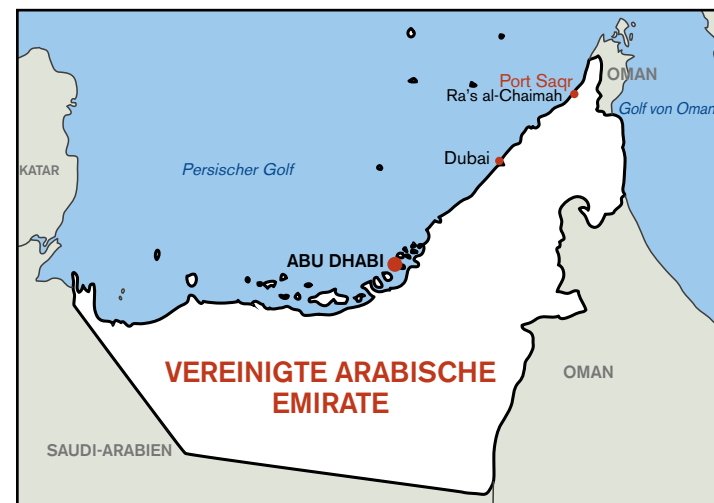 OMAN
Port Saqr
Ra's al-Chaimah
Golf von Oman
Dubai
KATAR
Persischer Golf
ABU DHABI
VEREINIGTE ARABISCHE
EMIRATE
OMAN
SAUDI-ARABIEN